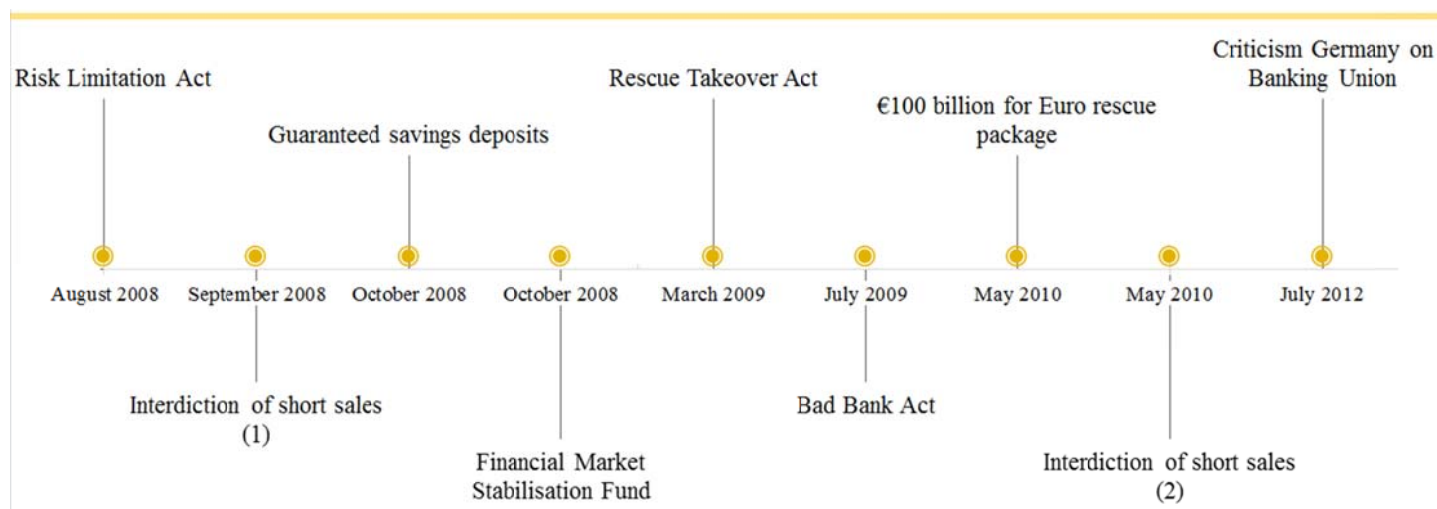 Criticism Germany on
Banking Union
Risk Limitation Act
Rescue Takeover Act
€100 billion for Euro rescue
package
Guaranteed savings deposits
August 2008
September 2008
October 2008
October 2008
March 2009
July 2009
May 2010
May 2010
July 2012
Interdiction of short sales
(1)
Bad Bank Act
Financial Market
Stabilisation Fund
Interdiction of short sales
(2)